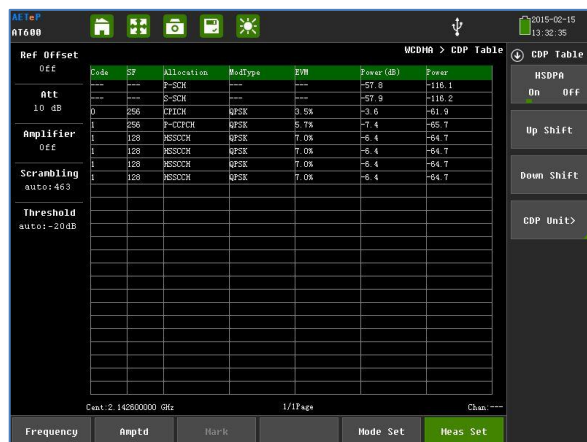 AETeP
AT600
2015-02-15
13:32:35
WCDMA > CDP Table
Ref Offset
Off
Att
10 dB
Amplifier
Off
Scrambling
auto:463
Threshold
auto:-20dB
Code SF Allocation ModType EVM Power(dB) Power
--- --- P-SCH --- --- -57.8 -116.1
--- --- S-SCH --- --- -57.9 -116.2
0 256 CPICH QPSK 3.5% -3.6 -61.9
1 256 P-CCPCH QPSK 5.7% -7.4 -65.7
1 128 HSSCCH QPSK 7.0% -6.4 -64.7
1 128 HSSCCH QPSK 7.0% -6.4 -64.7
1 128 HSSCCH QPSK 7.0% -6.4 -64.7
1 128 HSSCCH QPSK 7.0% -6.4 -64.7
Cent:2.142600000 GHz 1/1Page Chan:---
CDP Table
HSDPA
On Off
Up Shift
Down Shift
CDP Unit>
Frequency Amptd Mark Mode Set Meas Set